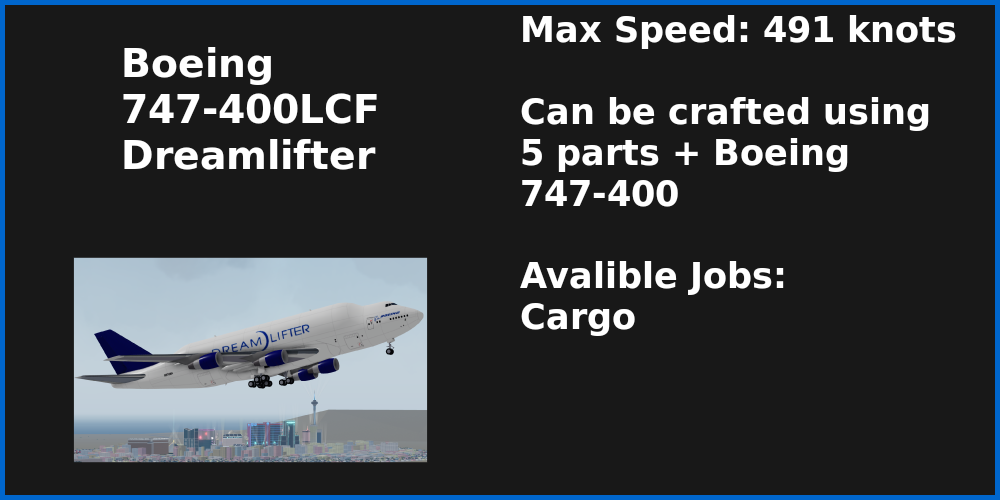 Boeing
747-400LCF
Dreamlifter
Max Speed: 491 knots
Can be crafted using
5 parts + Boeing
747-400
Avalible Jobs:
Cargo
DREAMLIFTER